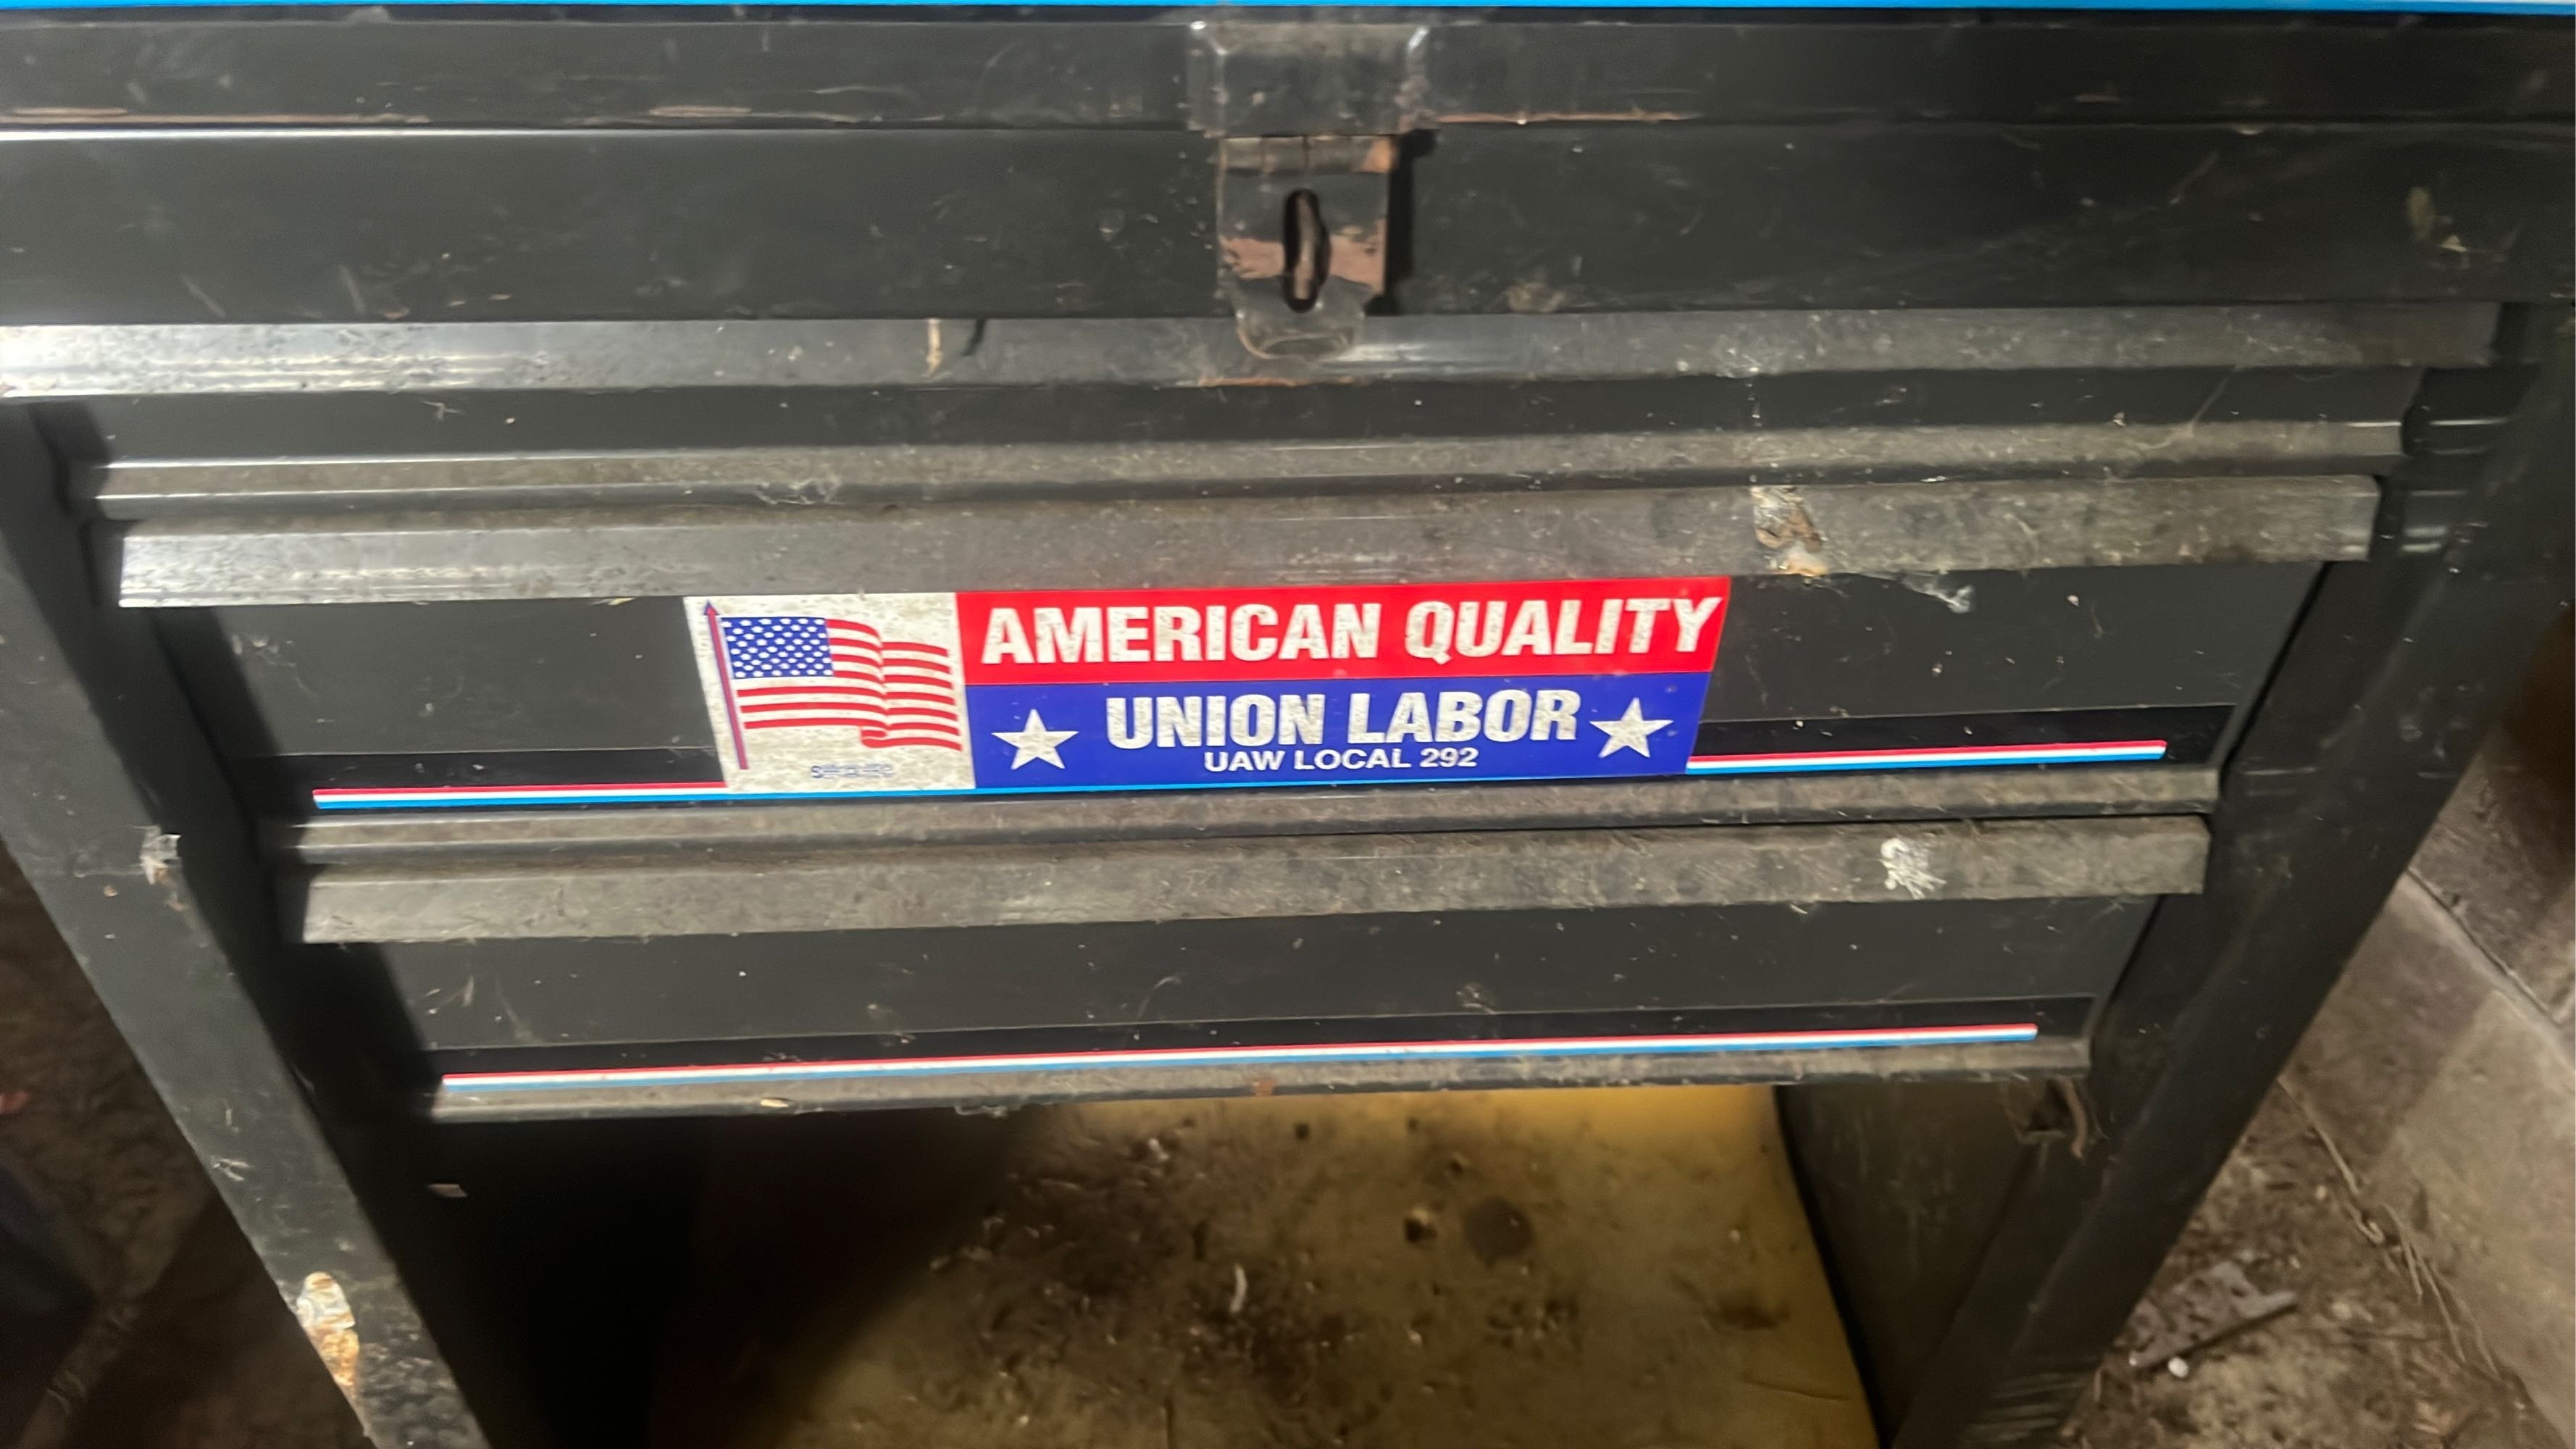 AMERICAN QUALITY
UNION LABOR
UAW LOCAL 292